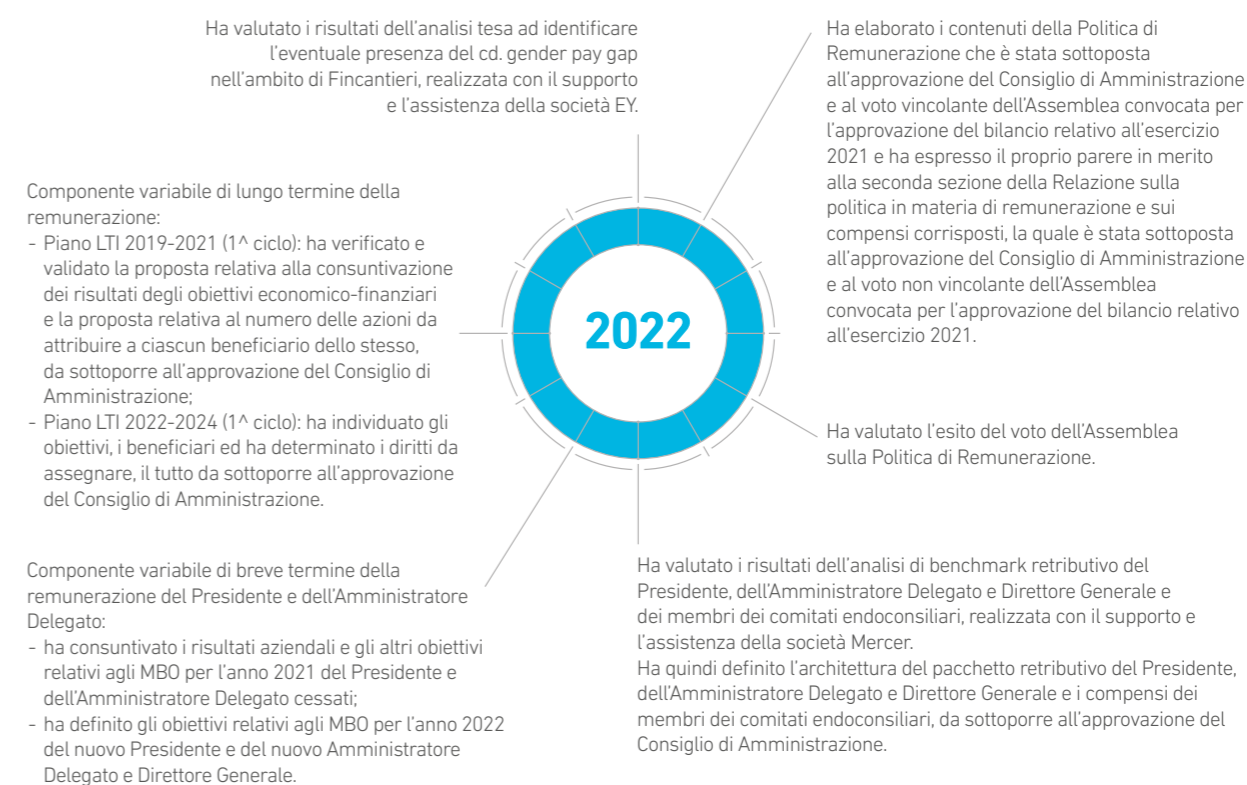 Ha valutato i risultati dell'analisi tesa ad identificare
l'eventuale presenza del cd. gender pay gap
nell'ambito di Fincantieri, realizzata con il supporto
e l'assistenza della società EY.
Ha elaborato i contenuti della Politica di
Remunerazione che è stata sottoposta
all'approvazione del Consiglio di Amministrazione
e al voto vincolante dell'Assemblea convocata per
l'approvazione del bilancio relativo all'esercizio
2021 e ha espresso il proprio parere in merito
alla seconda sezione della Relazione sulla
politica in materia di remunerazione e sui
compensi corrisposti, la quale è stata sottoposta
all'approvazione del Consiglio di Amministrazione
e al voto non vincolante dell'Assemblea
convocata per l'approvazione del bilancio relativo
all'esercizio 2021.
Componente variabile di lungo termine della
remunerazione:
- Piano LTI 2019-2021 (1^ ciclo): ha verificato e
validato la proposta relativa alla consuntivazione
dei risultati degli obiettivi economico-finanziari
e la proposta relativa al numero delle azioni da
attribuire a ciascun beneficiario dello stesso,
da sottoporre all'approvazione del Consiglio di
Amministrazione;
- Piano LTI 2022-2024 (1^ ciclo): ha individuato gli
obiettivi, i beneficiari ed ha determinato i diritti da
assegnare, il tutto da sottoporre all'approvazione
del Consiglio di Amministrazione.
2022
Ha valutato l'esito del voto dell'Assemblea
sulla Politica di Remunerazione.
Componente variabile di breve termine della
remunerazione del Presidente e dell'Amministratore
Delegato:
- ha consuntivato i risultati aziendali e gli altri obiettivi
relativi agli MBO per l'anno 2021 del Presidente e
dell'Amministratore Delegato cessati;
- ha definito gli obiettivi relativi agli MBO per l'anno 2022
del nuovo Presidente e del nuovo Amministratore
Delegato e Direttore Generale.
Ha valutato i risultati dell'analisi di benchmark retributivo del
Presidente, dell'Amministratore Delegato e Direttore Generale e
dei membri dei comitati endoconsiliari, realizzata con il supporto e
l'assistenza della società Mercer.
Ha quindi definito l'architettura del pacchetto retributivo del Presidente,
dell'Amministratore Delegato e Direttore Generale e i compensi dei
membri dei comitati endoconsiliari, da sottoporre all'approvazione del
Consiglio di Amministrazione.